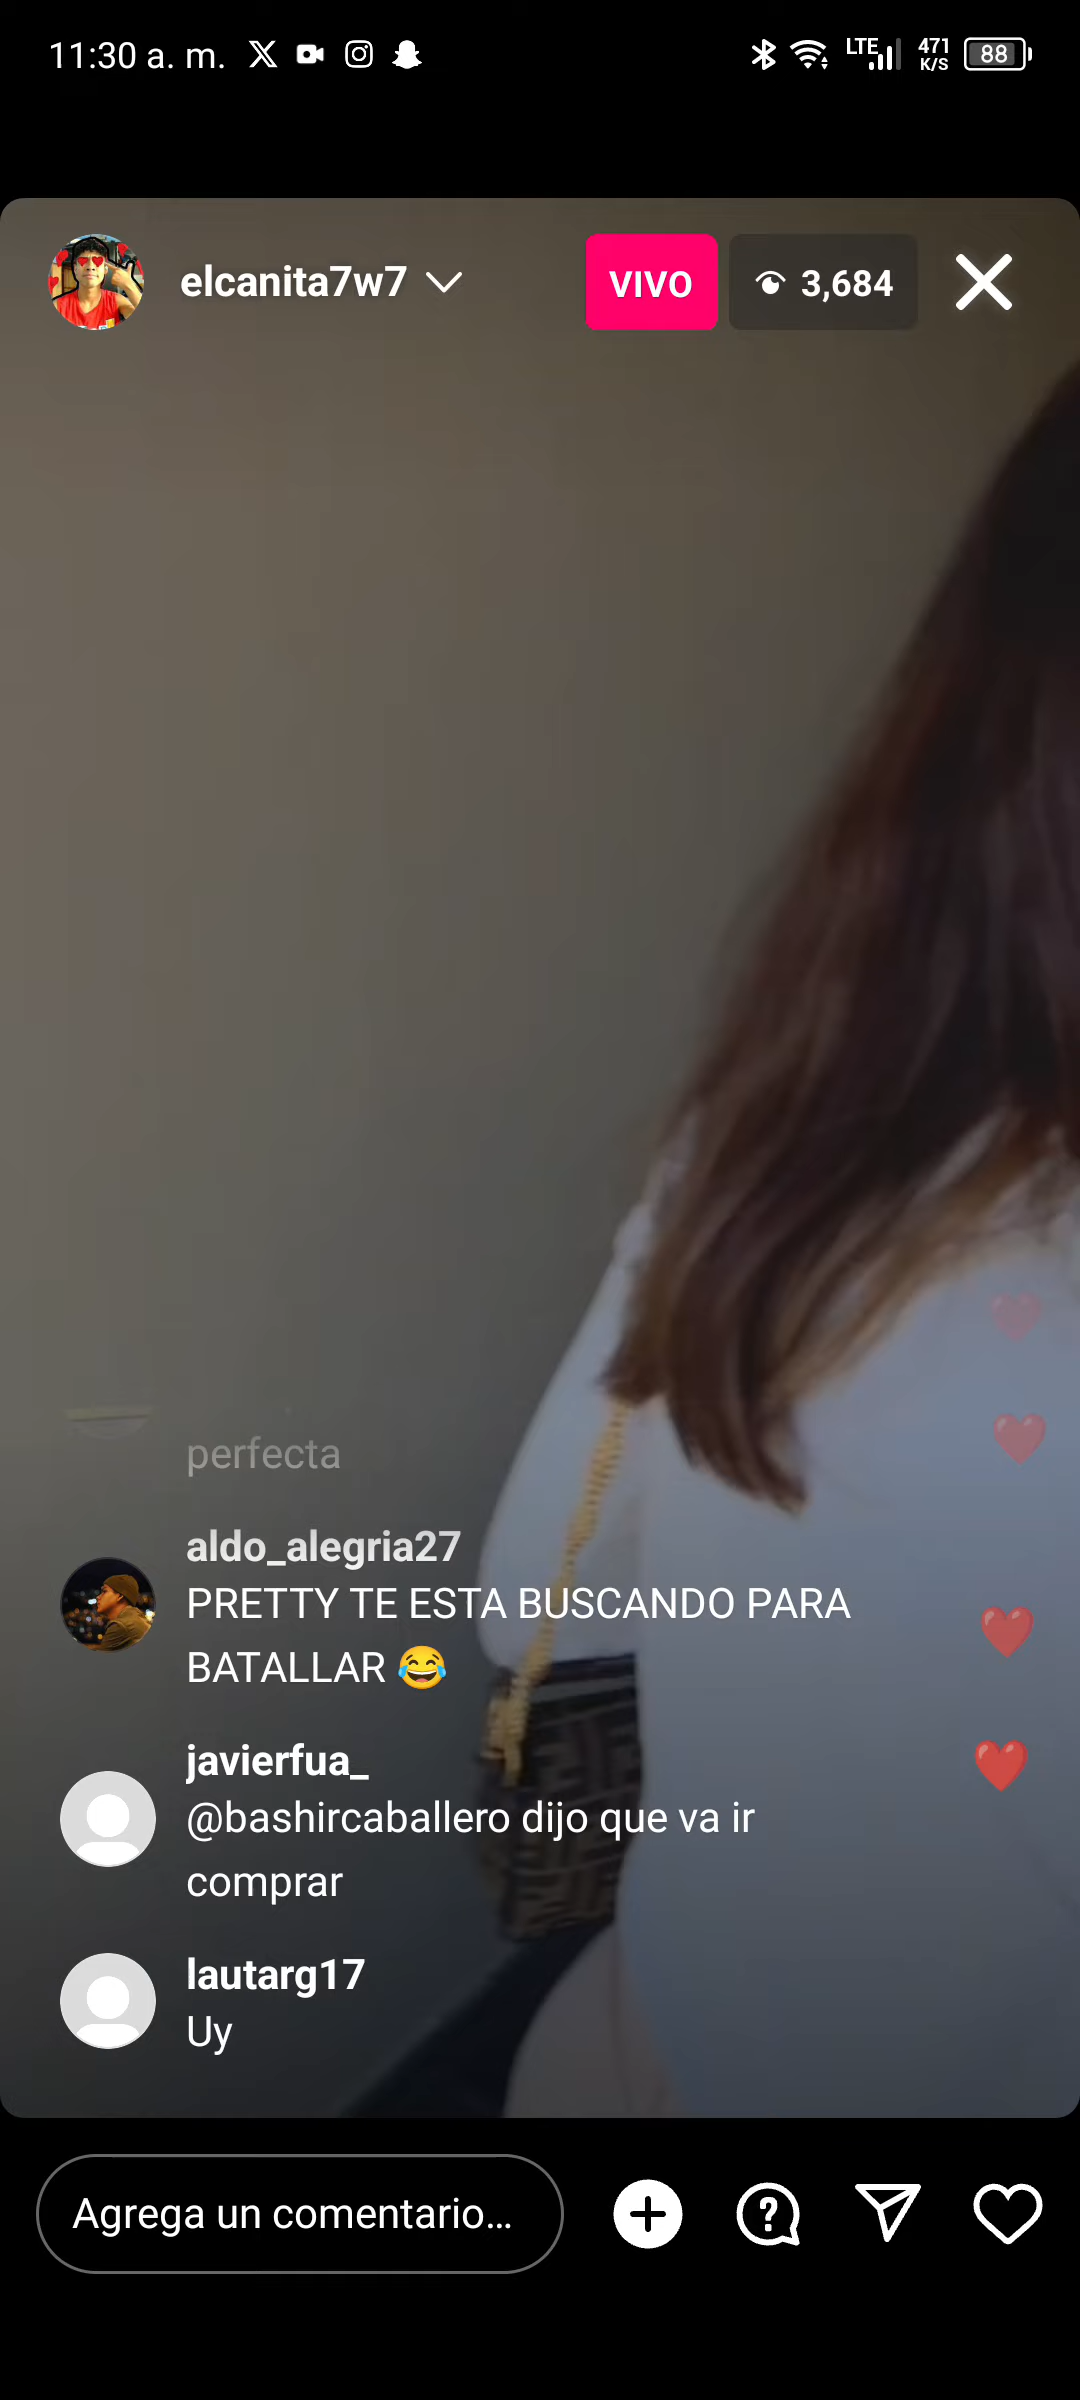 11:30 a. m.
LTE
471
K/S
88
elcanita7w7
VIVO
3,684
perfecta
aldo_alegria27
PRETTY TE ESTA BUSCANDO PARA
BATALLAR 😂
javierfua_
@bashircaballero dijo que va ir
comprar
lautarg17
Uy
Agrega un comentario...